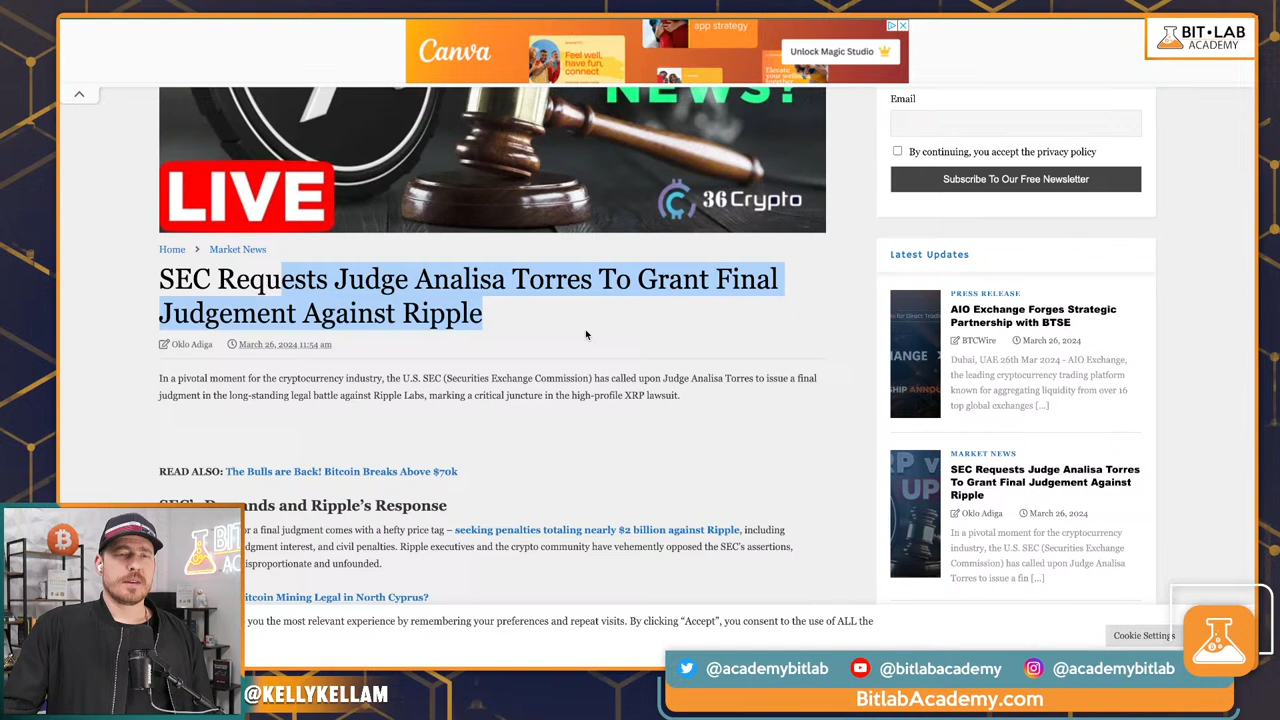 Canva
Feel well,
have fun,
connect
app strategy
Unlock Magic Studio
BIT•LAB
ACADEMY
NEWS?
LIVE
36Crypto
Email
By continuing, you accept the privacy policy
Subscribe To Our Free Newsletter
Home > Market News
SEC Requests Judge Analisa Torres To Grant Final
Judgement Against Ripple
Oklo Adiga March 26, 2024 11:54 am
In a pivotal moment for the cryptocurrency industry, the U.S. SEC (Securities Exchange Commission) has called upon Judge Analisa Torres to issue a final
judgment in the long-standing legal battle against Ripple Labs, marking a critical juncture in the high-profile XRP lawsuit.
READ ALSO: The Bulls are Back! Bitcoin Breaks Above $70k
SEC's Demands and Ripple's Response
or a final judgment comes with a hefty price tag – seeking penalties totaling nearly $2 billion against Ripple, including
dgment interest, and civil penalties. Ripple executives and the crypto community have vehemently opposed the SEC's assertions,
isproportionate and unfounded.
itcoin Mining Legal in North Cyprus?
you the most relevant experience by remembering your preferences and repeat visits. By clicking “Accept”, you consent to the use of ALL the
Cookie Settings
Latest Updates
PRESS RELEASE
AIO Exchange Forges Strategic
Partnership with BTSE
BTCWire March 26, 2024
Dubai, UAE 26th Mar 2024 - AIO Exchange,
the leading cryptocurrency trading platform
known for aggregating liquidity from over 16
top global exchanges [...]
MARKET NEWS
SEC Requests Judge Analisa Torres
To Grant Final Judgement Against
Ripple
Oklo Adiga March 26, 2024
In a pivotal moment for the cryptocurrency
industry, the U.S. SEC (Securities Exchange
Commission) has called upon Judge Analisa
Torres to issue a fin [...]
@KELLYKELLAM
@academybitlab @bitlabacademy @academybitlab
BitlabAcademy.com